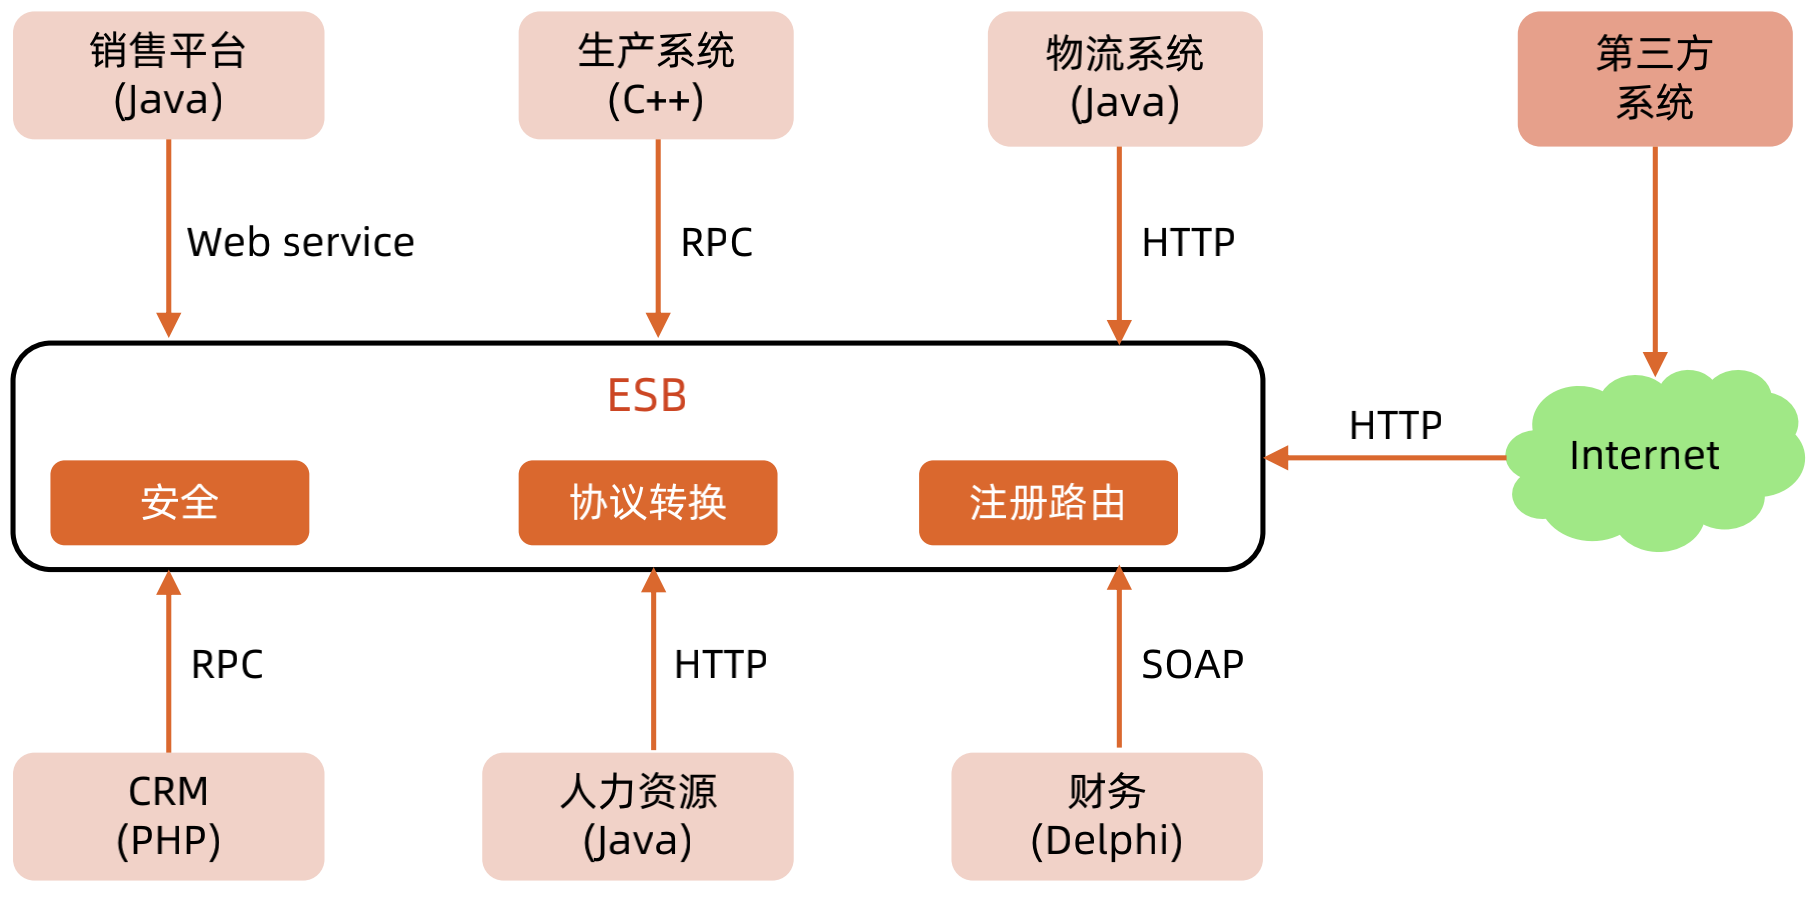 销售平台
(Java)
生产系统
(C++)
物流系统
(Java)
第三方
系统
Web service
RPC
HTTP
ESB
安全
协议转换
注册路由
HTTP
Internet
RPC
HTTP
SOAP
CRM
(PHP)
人力资源
(Java)
财务
(Delphi)